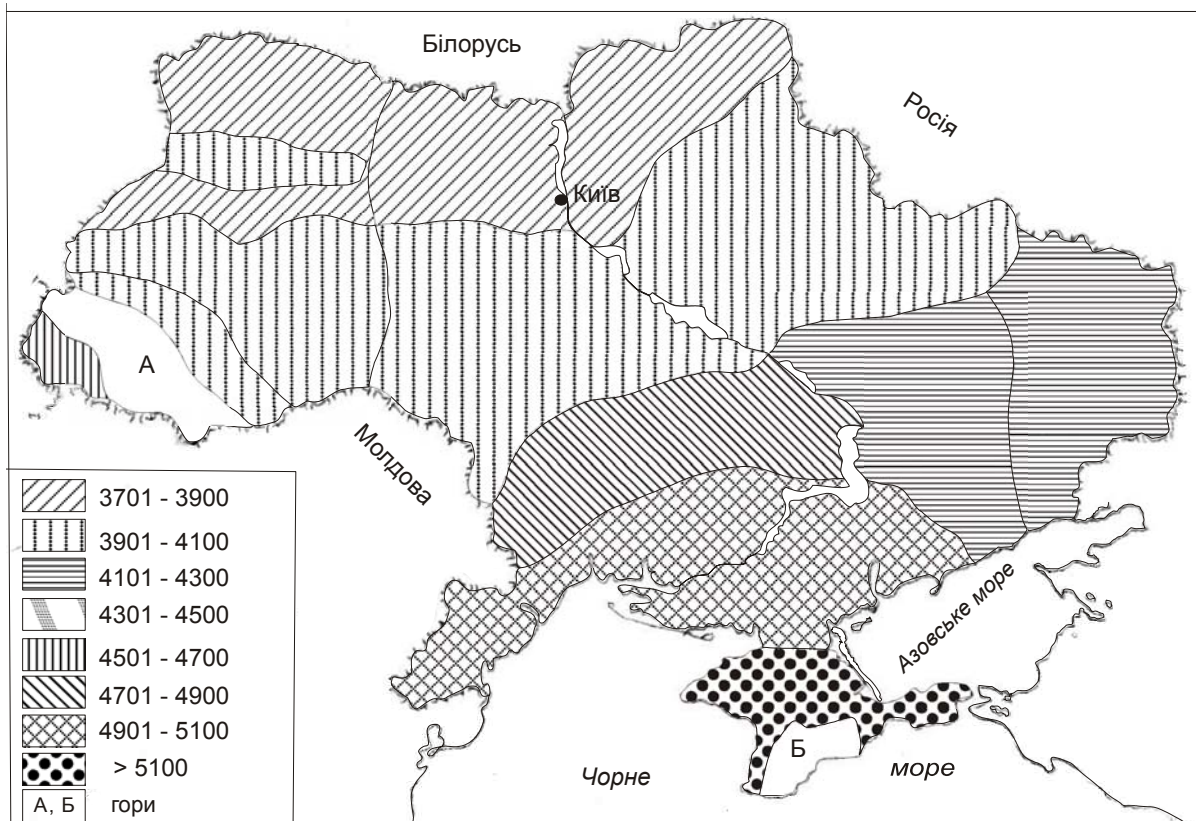 Білорусь
Росія
Київ
А
Молдова
Азовське море
Б
Чорне
море
3701 - 3900
3901 - 4100
4101 - 4300
4301 - 4500
4501 - 4700
4701 - 4900
4901 - 5100
> 5100
А, Б гори